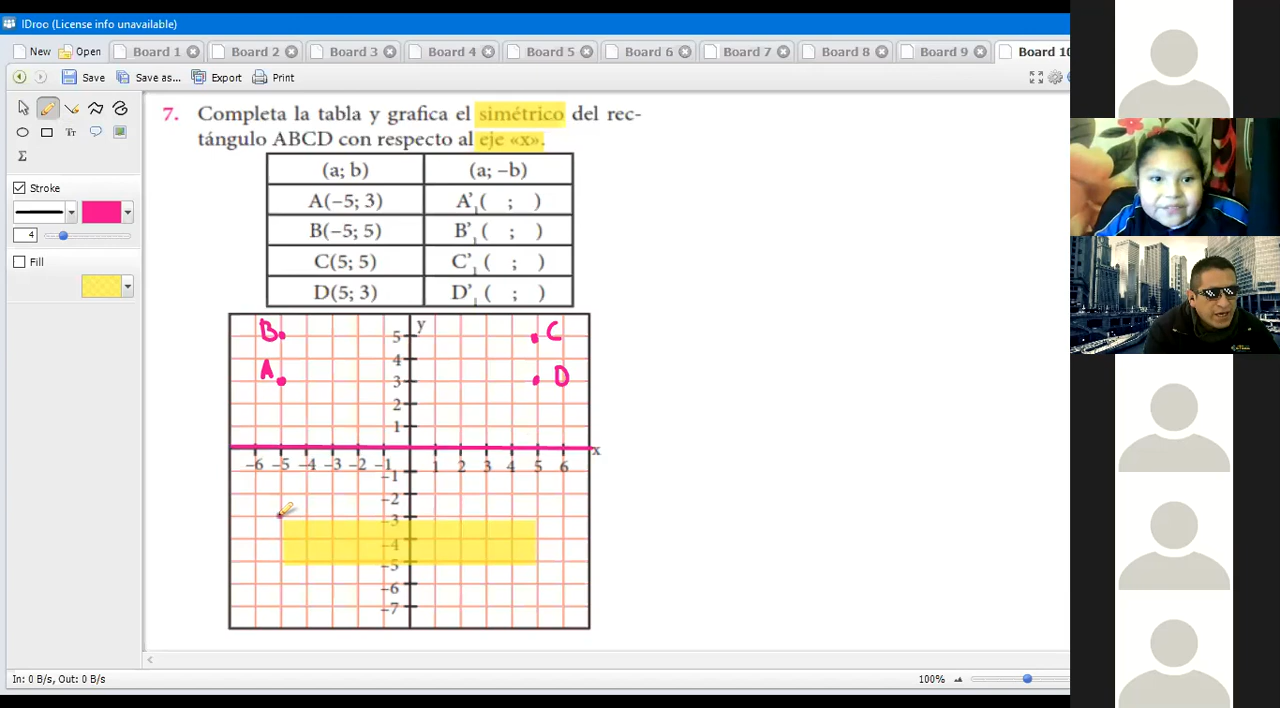 IDroo (License info unavailable)
New Open Board 1 Board 2 Board 3 Board 4 Board 5 Board 6 Board 7 Board 8 Board 9 Board 10
Save Save as... Export Print
Tт
Σ
Stroke
4
Fill
7. Completa la tabla y grafica el simétrico del rec-
tángulo ABCD con respecto al eje «x».
(a; b) (a; −b)
A(−5; 3) A'₁( ; )
B(−5; 5) B'₁( ; )
C(5; 5) C'₁( ; )
D(5; 3) D'₁( ; )
y
B 5 C
4
A 3 D
2
1
x
−6 −5 −4 −3 −2 −1 1 2 3 4 5 6
−1
−2
−3
−4
−5
−6
−7
In: 0 B/s, Out: 0 B/s 100%